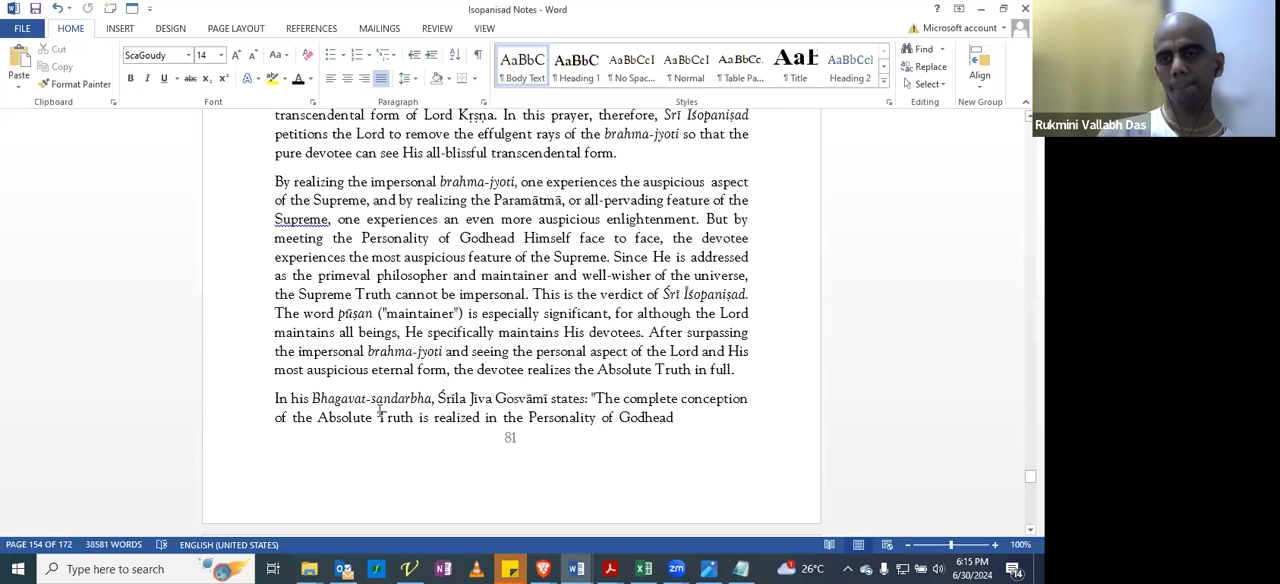 Isopanisad Notes - Word
FILE HOME INSERT DESIGN PAGE LAYOUT REFERENCES MAILINGS REVIEW VIEW Microsoft account
Paste Cut Copy Format Painter Clipboard
ScaGoudy 14 Font
Paragraph
AaBbC AaBbC AaBbCcI AaBbCcI AaBbCc. AaI AaBbCcI
¶ Body Text ¶ Heading 1 ¶ No Spac... ¶ Normal ¶ Table Pa... ¶ Title Heading 2
Styles
Find Replace Select Editing
Align New Group
Rukmini Vallabh Das
transcendental form of Lord Kṛṣṇa. In this prayer, therefore, Śrī Īśopaniṣad
petitions the Lord to remove the effulgent rays of the brahma-jyoti so that the
pure devotee can see His all-blissful transcendental form.
By realizing the impersonal brahma-jyoti, one experiences the auspicious aspect
of the Supreme, and by realizing the Paramātmā, or all-pervading feature of the
Supreme, one experiences an even more auspicious enlightenment. But by
meeting the Personality of Godhead Himself face to face, the devotee
experiences the most auspicious feature of the Supreme. Since He is addressed
as the primeval philosopher and maintainer and well-wisher of the universe,
the Supreme Truth cannot be impersonal. This is the verdict of Śrī Īśopaniṣad.
The word pūṣan ("maintainer") is especially significant, for although the Lord
maintains all beings, He specifically maintains His devotees. After surpassing
the impersonal brahma-jyoti and seeing the personal aspect of the Lord and His
most auspicious eternal form, the devotee realizes the Absolute Truth in full.
In his Bhagavat-sandarbha, Śrīla Jīva Gosvāmī states: "The complete conception
of the Absolute Truth is realized in the Personality of Godhead
81
PAGE 154 OF 172 38581 WORDS ENGLISH (UNITED STATES) 100%
Type here to search 26°C 6:15 PM
6/30/2024 14